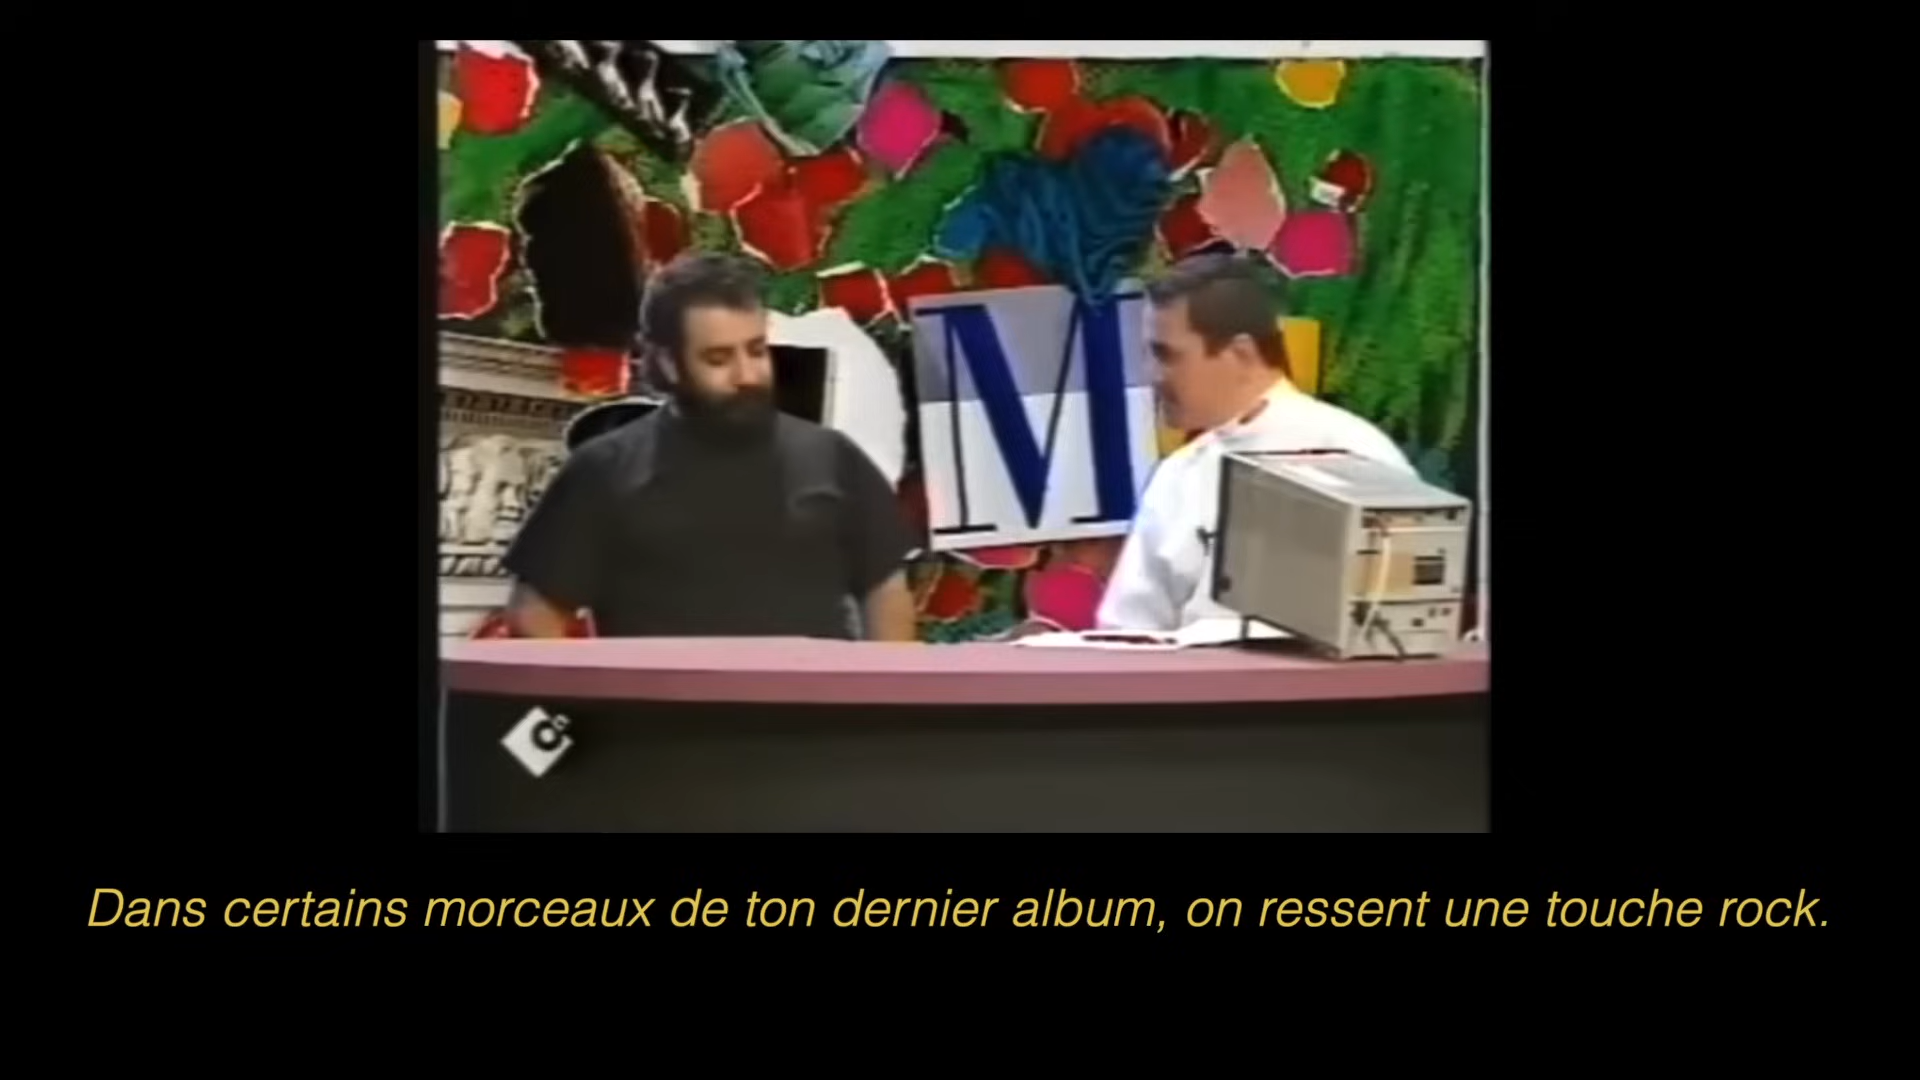 M
Dans certains morceaux de ton dernier album, on ressent une touche rock.